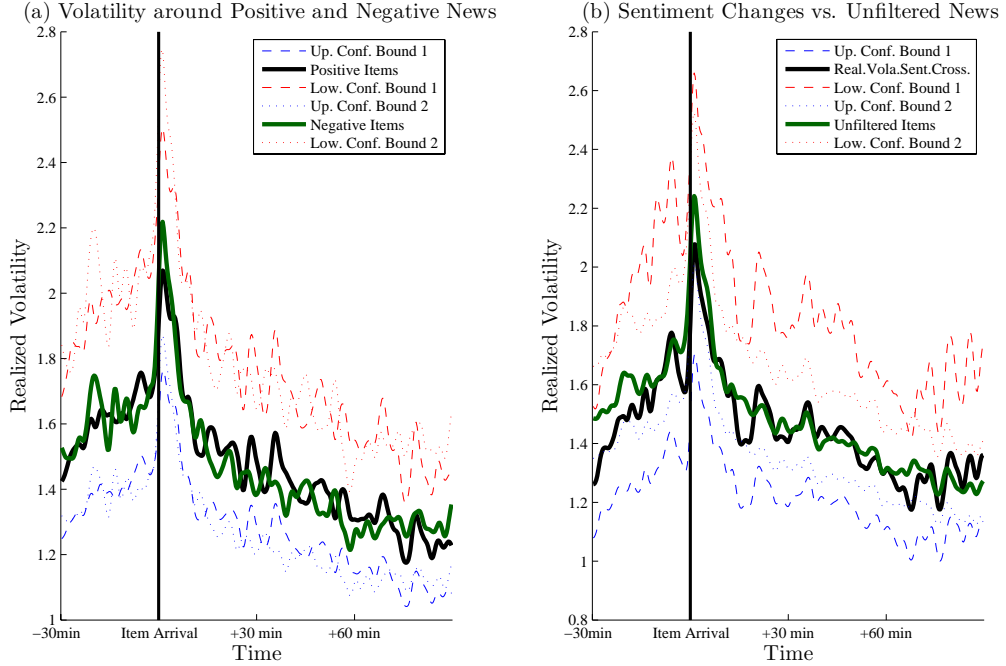 (a) Volatility around Positive and Negative News
2.8
2.6
2.4
2.2
2
1.8
1.6
1.4
1.2
1
Realized Volatility
Up. Conf. Bound 1
Positive Items
Low. Conf. Bound 1
Up. Conf. Bound 2
Negative Items
Low. Conf. Bound 2
−30min
Item Arrival
+30 min
+60 min
Time
(b) Sentiment Changes vs. Unfiltered News
2.8
2.6
2.4
2.2
2
1.8
1.6
1.4
1.2
1
0.8
Realized Volatility
Up. Conf. Bound 1
Real.Vola.Sent.Cross.
Low. Conf. Bound 1
Up. Conf. Bound 2
Unfiltered Items
Low. Conf. Bound 2
−30min
Item Arrival
+30 min
+60 min
Time